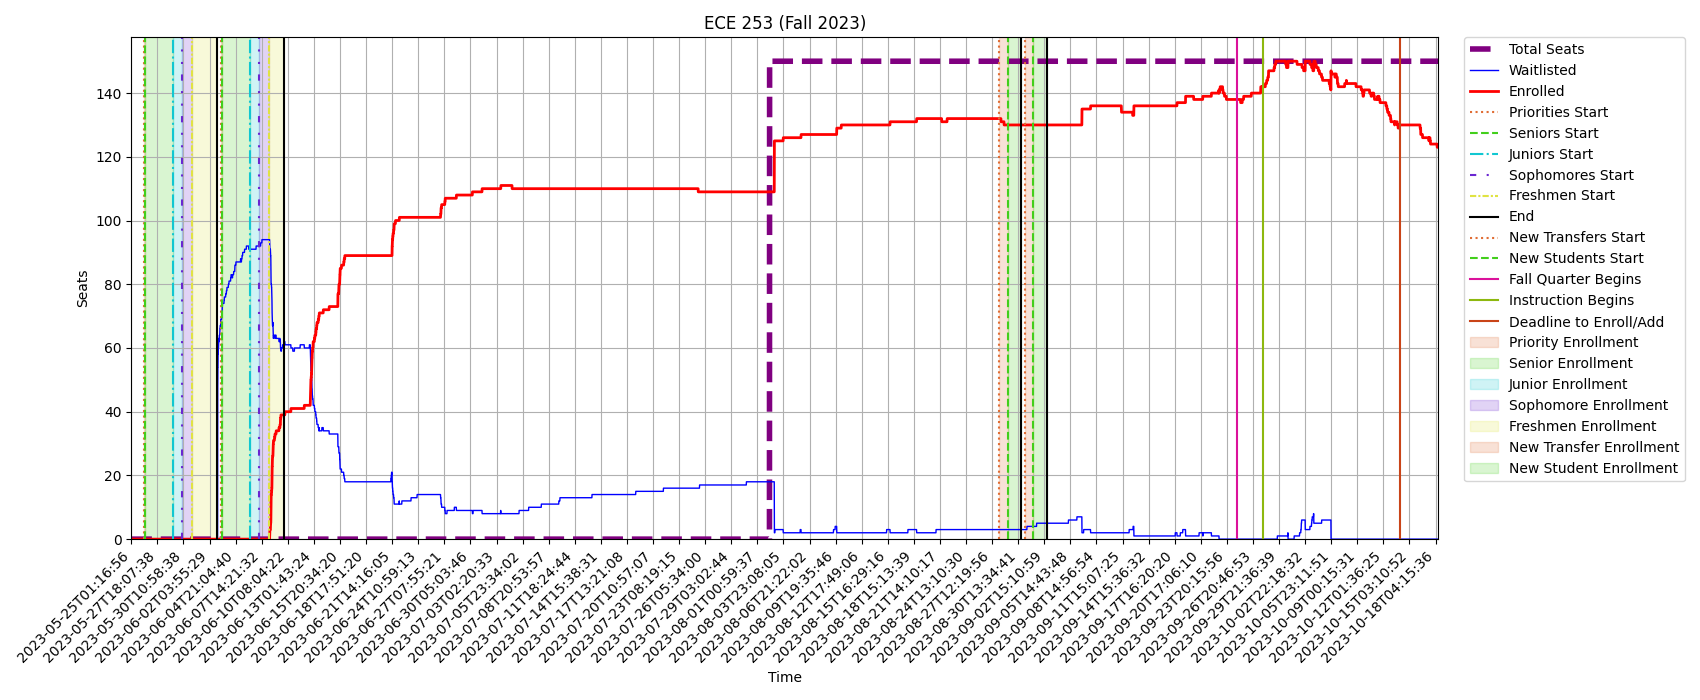 ECE 253 (Fall 2023)
Seats
140
120
100
80
60
40
20
0
2023-05-25T01:16:56
2023-05-27T18:07:38
2023-05-30T10:58:38
2023-06-02T03:55:29
2023-06-04T21:04:40
2023-06-07T14:21:32
2023-06-10T08:04:22
2023-06-13T01:43:24
2023-06-15T20:34:20
2023-06-18T17:51:20
2023-06-21T14:16:05
2023-06-24T10:59:13
2023-06-27T07:55:21
2023-06-30T05:03:46
2023-07-03T02:20:33
2023-07-05T23:34:02
2023-07-08T20:53:57
2023-07-11T18:24:44
2023-07-14T15:38:31
2023-07-17T13:21:08
2023-07-20T10:57:07
2023-07-23T08:19:15
2023-07-26T05:34:00
2023-07-29T03:02:44
2023-08-01T00:59:37
2023-08-03T23:08:05
2023-08-06T21:22:02
2023-08-09T19:35:46
2023-08-12T17:49:06
2023-08-15T16:29:16
2023-08-18T15:13:39
2023-08-21T14:10:17
2023-08-24T13:10:30
2023-08-27T12:19:56
2023-08-30T13:34:41
2023-09-02T15:10:59
2023-09-05T14:43:48
2023-09-08T14:56:54
2023-09-11T15:07:25
2023-09-14T15:36:32
2023-09-17T16:20:20
2023-09-20T17:06:10
2023-09-23T20:15:56
2023-09-26T20:46:53
2023-09-29T21:36:39
2023-10-02T22:18:32
2023-10-05T23:11:51
2023-10-09T00:15:31
2023-10-12T01:36:25
2023-10-15T03:10:52
2023-10-18T04:15:36
Time
Total Seats
Waitlisted
Enrolled
Priorities Start
Seniors Start
Juniors Start
Sophomores Start
Freshmen Start
End
New Transfers Start
New Students Start
Fall Quarter Begins
Instruction Begins
Deadline to Enroll/Add
Priority Enrollment
Senior Enrollment
Junior Enrollment
Sophomore Enrollment
Freshmen Enrollment
New Transfer Enrollment
New Student Enrollment